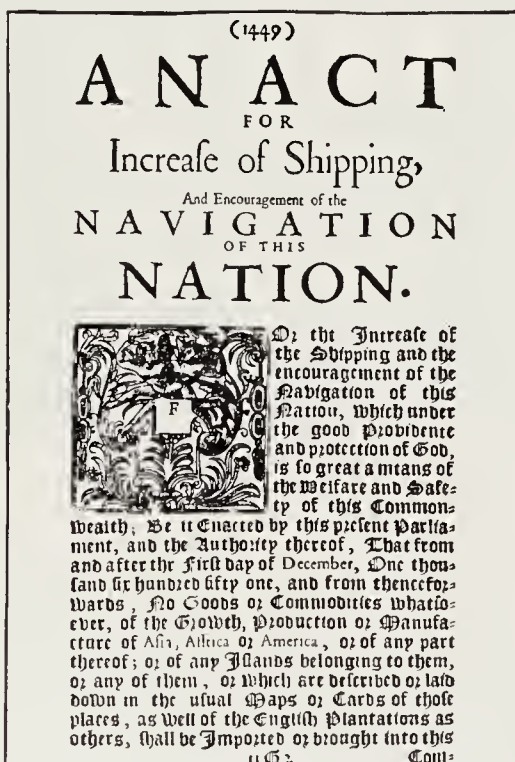 (1449)
AN ACT
FOR
Increaſe of Shipping,
And Encouragement of the
NAVIGATION
OF THIS
NATION.
FOr the Increaſe of
the Shipping and the
encouragement of the
Navigation of this
Nation, which under
the good Providence
and protection of God,
is ſo great a means of
the Welfare and Safe⸗
ty of this Common⸗
wealth; Be it Enacted by this preſent Parlia⸗
ment, and the Authority thereof, That from
and after the Firſt day of December, One thou⸗
ſand ſix hundred fifty one, and from thencefor⸗
wards, No Goods or Commodities whatſo⸗
ever, of the Growth, Production or Manufa⸗
cture of Aſia, Africa or America, or of any part
thereof; or of any Iſlands belonging to them,
or any of them, or which are deſcribed or laid
down in the uſual Maps or Cards of thoſe
places, as well of the Engliſh Plantations as
others, ſhall be Imported or brought into this
Com⸗